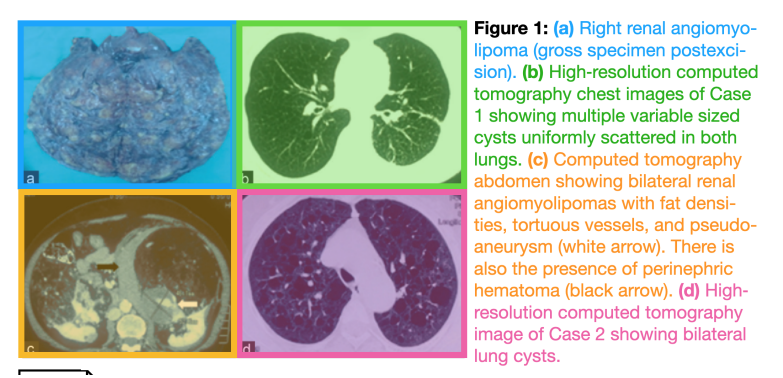 Figure 1: (a) Right renal angiomyo-
lipoma (gross specimen postexci-
sion). (b) High-resolution computed
tomography chest images of Case
1 showing multiple variable sized
cysts uniformly scattered in both
lungs. (c) Computed tomography
abdomen showing bilateral renal
angiomyolipomas with fat densi-
ties, tortuous vessels, and pseudo-
aneurysm (white arrow). There is
also the presence of perinephric
hematoma (black arrow). (d) High-
resolution computed tomography
image of Case 2 showing bilateral
lung cysts.
a
b
c
d